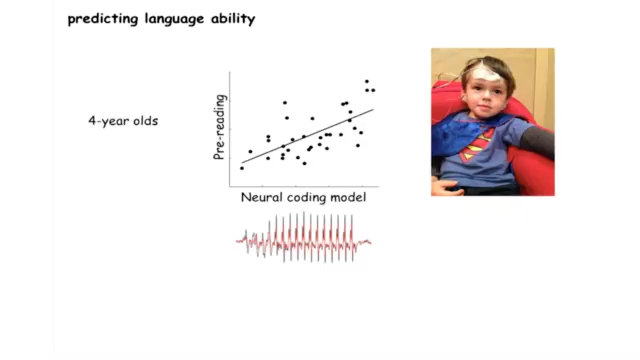 predicting language ability
4-year olds
Pre-reading
Neural coding model